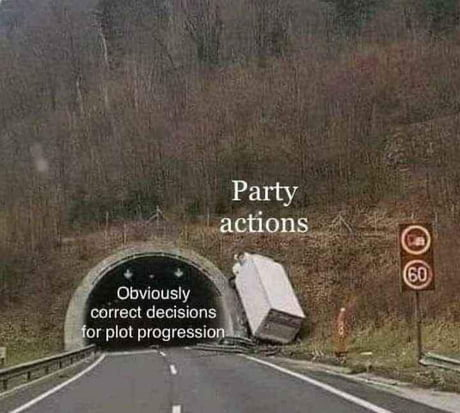 Party
actions
Obviously
correct decisions
for plot progression
60